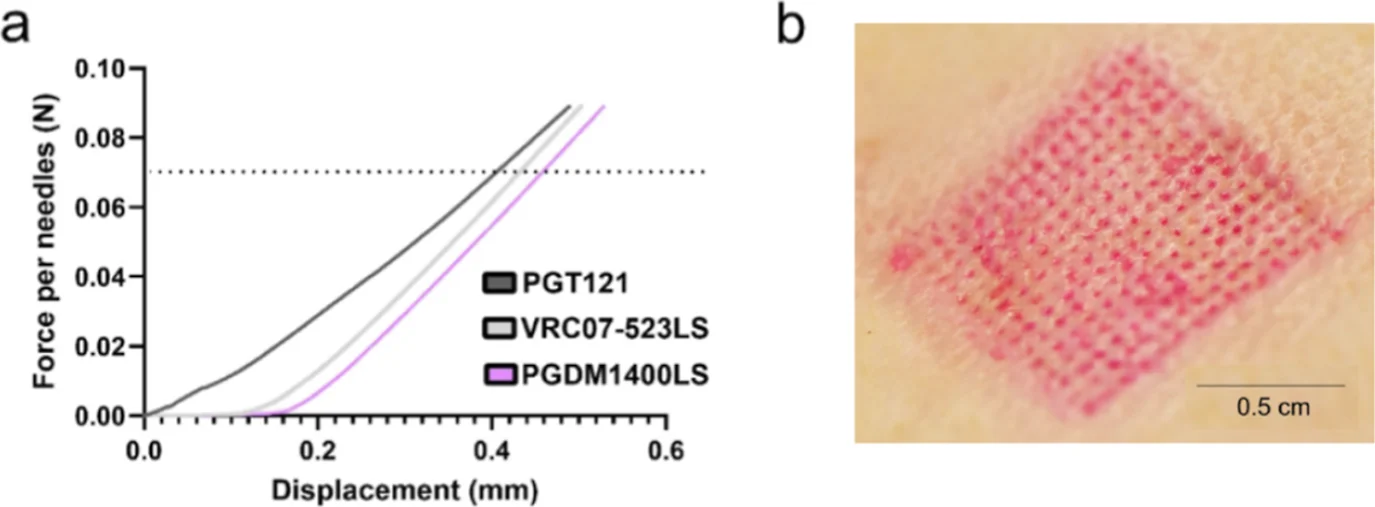 a
b
0.10
0.08
0.06
0.04
0.02
0.00
Force per needles (N)
0.0 0.2 0.4 0.6
Displacement (mm)
PGT121
VRC07-523LS
PGDM1400LS
0.5 cm